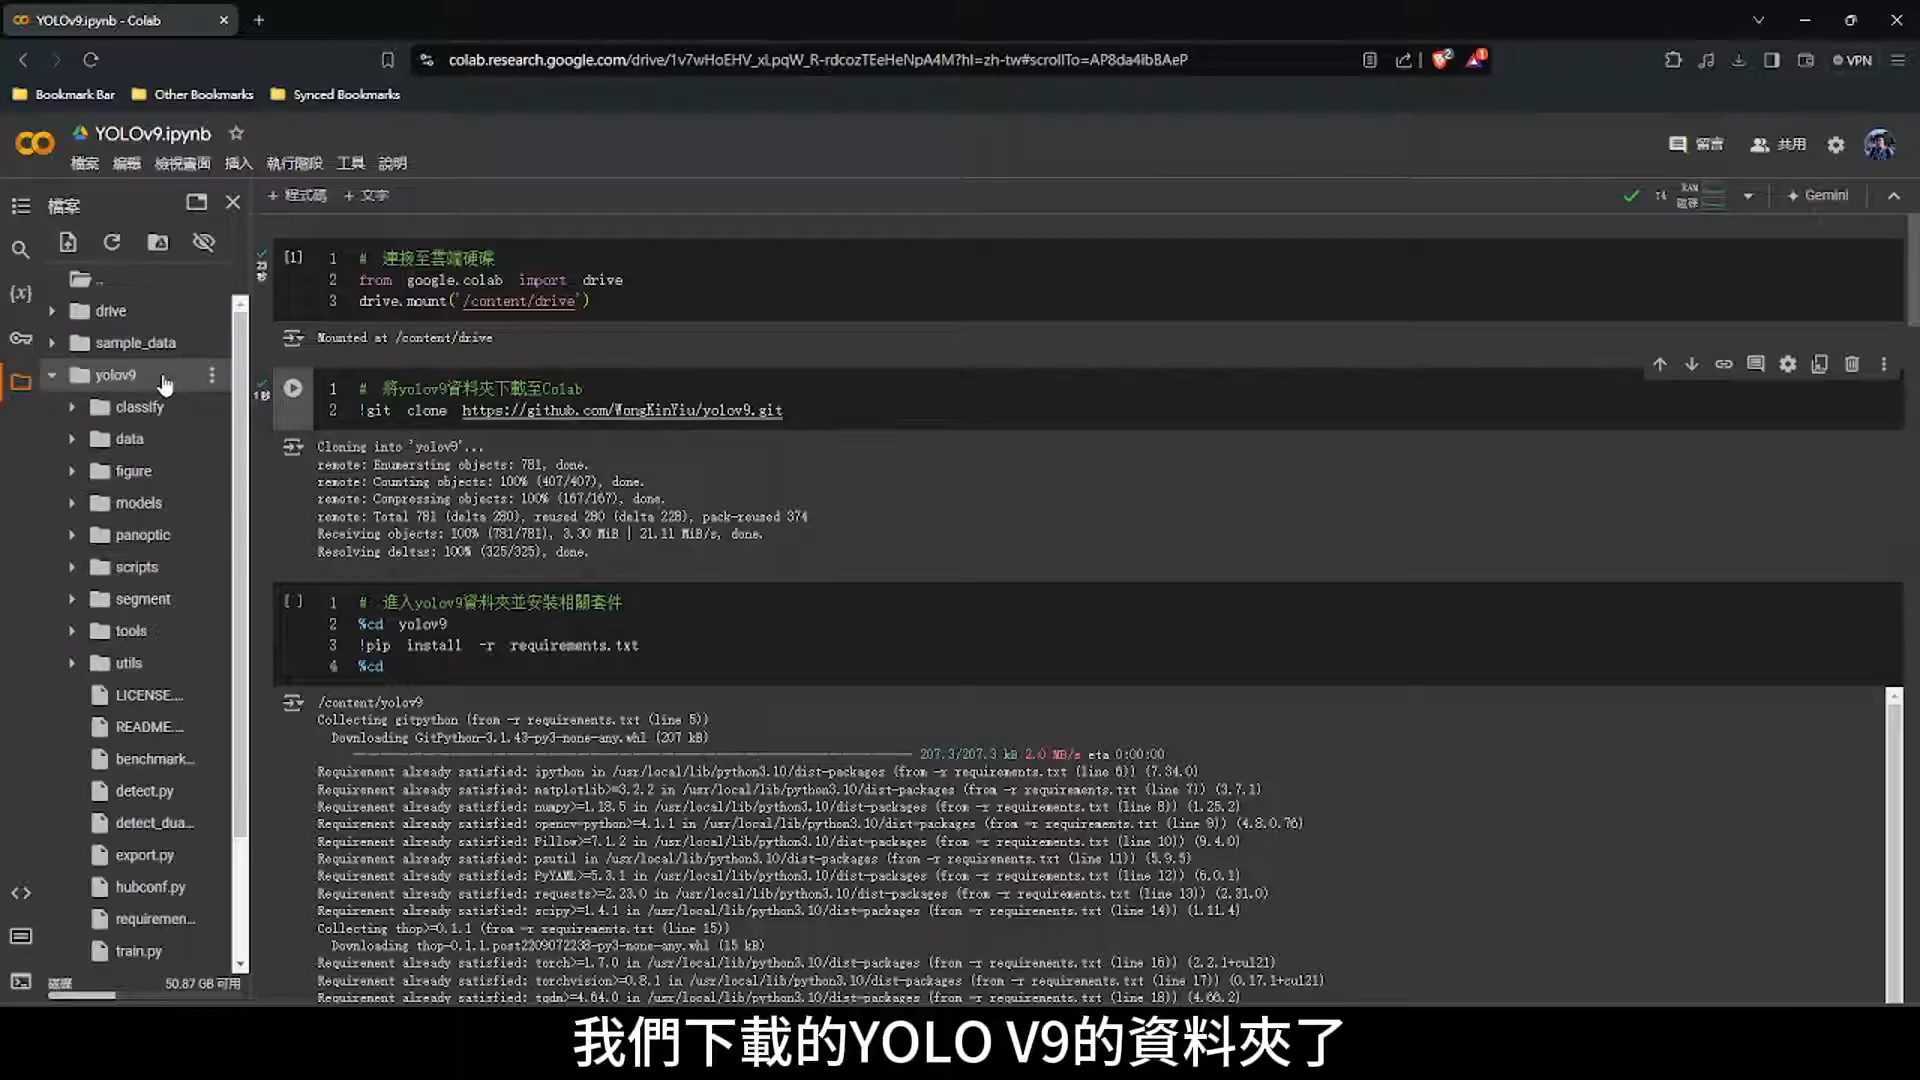 YOLOv9.ipynb - Colab
colab.research.google.com/drive/1v7wHoEHV_xLpqW_R-rdcozTEeHeNpA4M?hl=zh-tw#scrollTo=AP8da4ibBAeP
2
1
VPN
Bookmark Bar
Other Bookmarks
Synced Bookmarks
YOLOv9.ipynb
檔案 編輯 檢視畫面 插入 執行階段 工具 說明
留言
共用
檔案
+ 程式碼 + 文字
T4
RAM
磁碟
Gemini
..
drive
sample_data
yolov9
classify
data
figure
models
panoptic
scripts
segment
tools
utils
LICENSE....
README....
benchmark...
detect.py
detect_dua...
export.py
hubconf.py
requiremen...
train.py
磁碟 50.87 GB 可用
23
秒
[1]
1 # 連接至雲端硬碟
2 from google.colab import drive
3 drive.mount('/content/drive')
Mounted at /content/drive
1 秒
1 # 將yolov9資料夾下載至Colab
2 !git clone https://github.com/WongKinYiu/yolov9.git
Cloning into 'yolov9'...
remote: Enumerating objects: 781, done.
remote: Counting objects: 100% (407/407), done.
remote: Compressing objects: 100% (167/167), done.
remote: Total 781 (delta 280), reused 280 (delta 228), pack-reused 374
Receiving objects: 100% (781/781), 3.30 MiB | 21.11 MiB/s, done.
Resolving deltas: 100% (325/325), done.
[ ]
1 # 進入yolov9資料夾並安裝相關套件
2 %cd yolov9
3 !pip install -r requirements.txt
4 %cd
/content/yolov9
Collecting gitpython (from -r requirements.txt (line 5))
Downloading GitPython-3.1.43-py3-none-any.whl (207 kB)
207.3/207.3 kB 2.0 MB/s eta 0:00:00
Requirement already satisfied: ipython in /usr/local/lib/python3.10/dist-packages (from -r requirements.txt (line 6)) (7.34.0)
Requirement already satisfied: matplotlib>=3.2.2 in /usr/local/lib/python3.10/dist-packages (from -r requirements.txt (line 7)) (3.7.1)
Requirement already satisfied: numpy>=1.18.5 in /usr/local/lib/python3.10/dist-packages (from -r requirements.txt (line 8)) (1.25.2)
Requirement already satisfied: opencv-python>=4.1.1 in /usr/local/lib/python3.10/dist-packages (from -r requirements.txt (line 9)) (4.8.0.76)
Requirement already satisfied: Pillow>=7.1.2 in /usr/local/lib/python3.10/dist-packages (from -r requirements.txt (line 10)) (9.4.0)
Requirement already satisfied: psutil in /usr/local/lib/python3.10/dist-packages (from -r requirements.txt (line 11)) (5.9.5)
Requirement already satisfied: PyYAML>=5.3.1 in /usr/local/lib/python3.10/dist-packages (from -r requirements.txt (line 12)) (6.0.1)
Requirement already satisfied: requests>=2.23.0 in /usr/local/lib/python3.10/dist-packages (from -r requirements.txt (line 13)) (2.31.0)
Requirement already satisfied: scipy>=1.4.1 in /usr/local/lib/python3.10/dist-packages (from -r requirements.txt (line 14)) (1.11.4)
Collecting thop>=0.1.1 (from -r requirements.txt (line 15))
Downloading thop-0.1.1.post2209072238-py3-none-any.whl (15 kB)
Requirement already satisfied: torch>=1.7.0 in /usr/local/lib/python3.10/dist-packages (from -r requirements.txt (line 16)) (2.2.1+cu121)
Requirement already satisfied: torchvision>=0.8.1 in /usr/local/lib/python3.10/dist-packages (from -r requirements.txt (line 17)) (0.17.1+cu121)
Requirement already satisfied: tqdm>=4.64.0 in /usr/local/lib/python3.10/dist-packages (from -r requirements.txt (line 18)) (4.66.2)
我們下載的YOLO V9的資料夾了